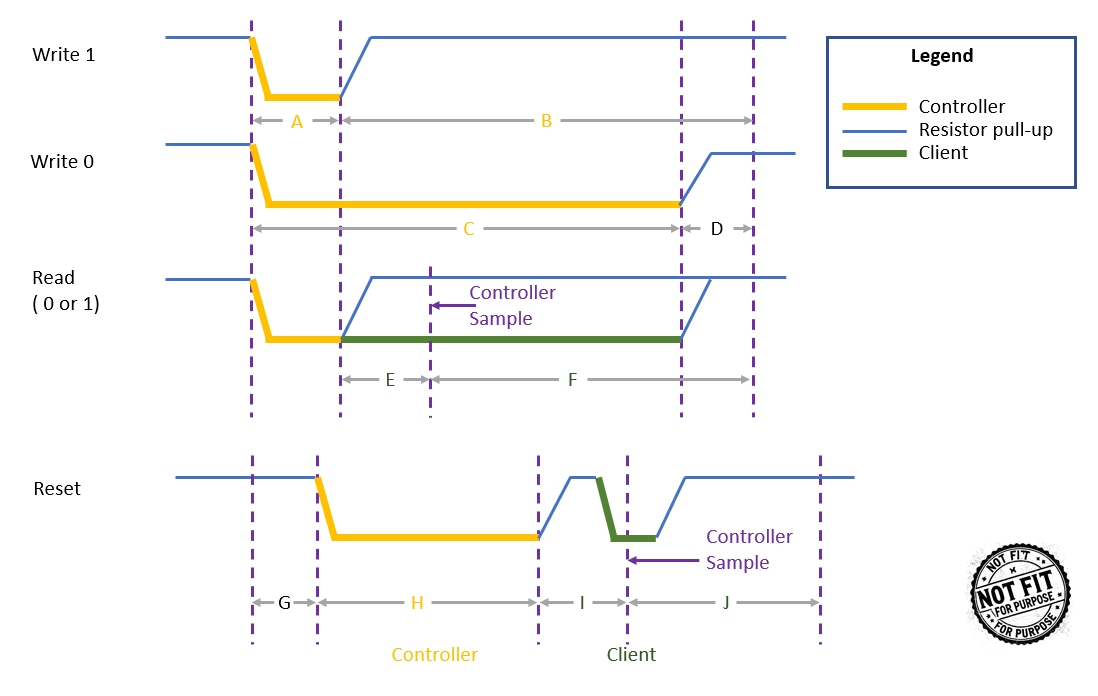 Write 1
A
B
Legend
Controller
Resistor pull-up
Client
Write 0
C
D
Read
( 0 or 1)
Controller
Sample
E
F
Reset
Controller
Sample
G
H
I
J
Controller
Client
NOT FIT
NOT FIT
FOR PURPOSE
FOR PURPOSE